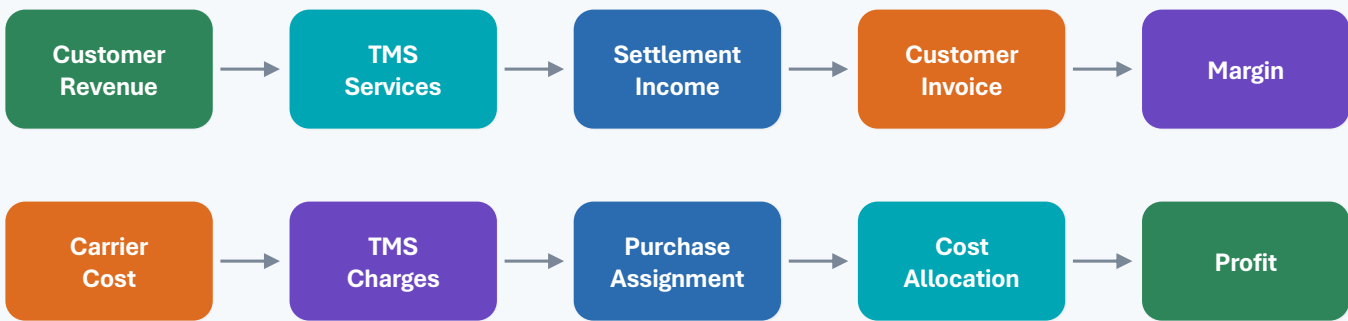 Customer
Revenue
TMS
Services
Settlement
Income
Customer
Invoice
Margin
Carrier
Cost
TMS
Charges
Purchase
Assignment
Cost
Allocation
Profit